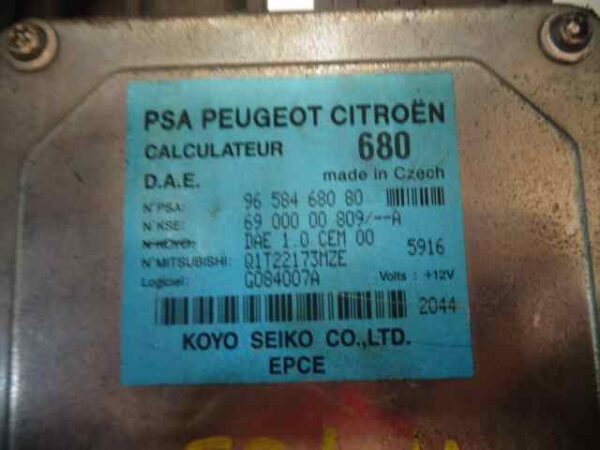 PSA PEUGEOT CITROËN
CALCULATEUR 680
D.A.E. made in Czech
N°PSA: 96 584 680 80
N°KSE: 69 000 00 809/--A
N°KOYO: DAE 1.0 CEM 00 5916
N°MITSUBISHI: Q1T22173MZE
Logiciel: G084007A Volts : +12V
2044
KOYO SEIKO CO.,LTD.
EPCE